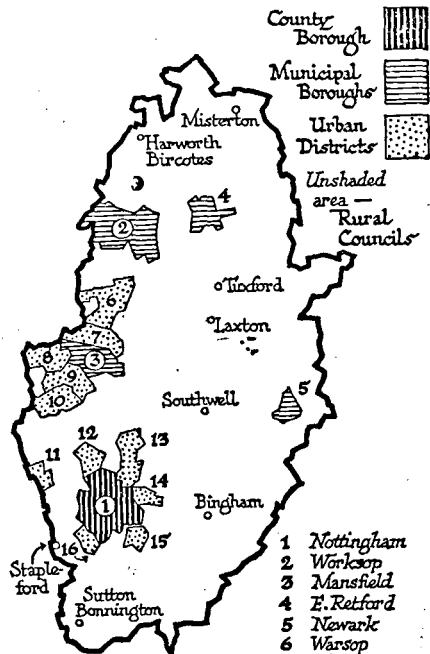 County
Borough
Municipal
Boroughs
Urban
Districts
Unshaded
area —
Rural
Councils
Misterton
Harworth
Bircotes
4
2
Tuxford
6
Laxton
7
8
3
9
5
10
Southwell
12
13
11
14
1
Bingham
15
16
Staple-
ford
Sutton
Bonnington
1 Nottingham
2 Worksop
3 Mansfield
4 E. Retford
5 Newark
6 Warsop